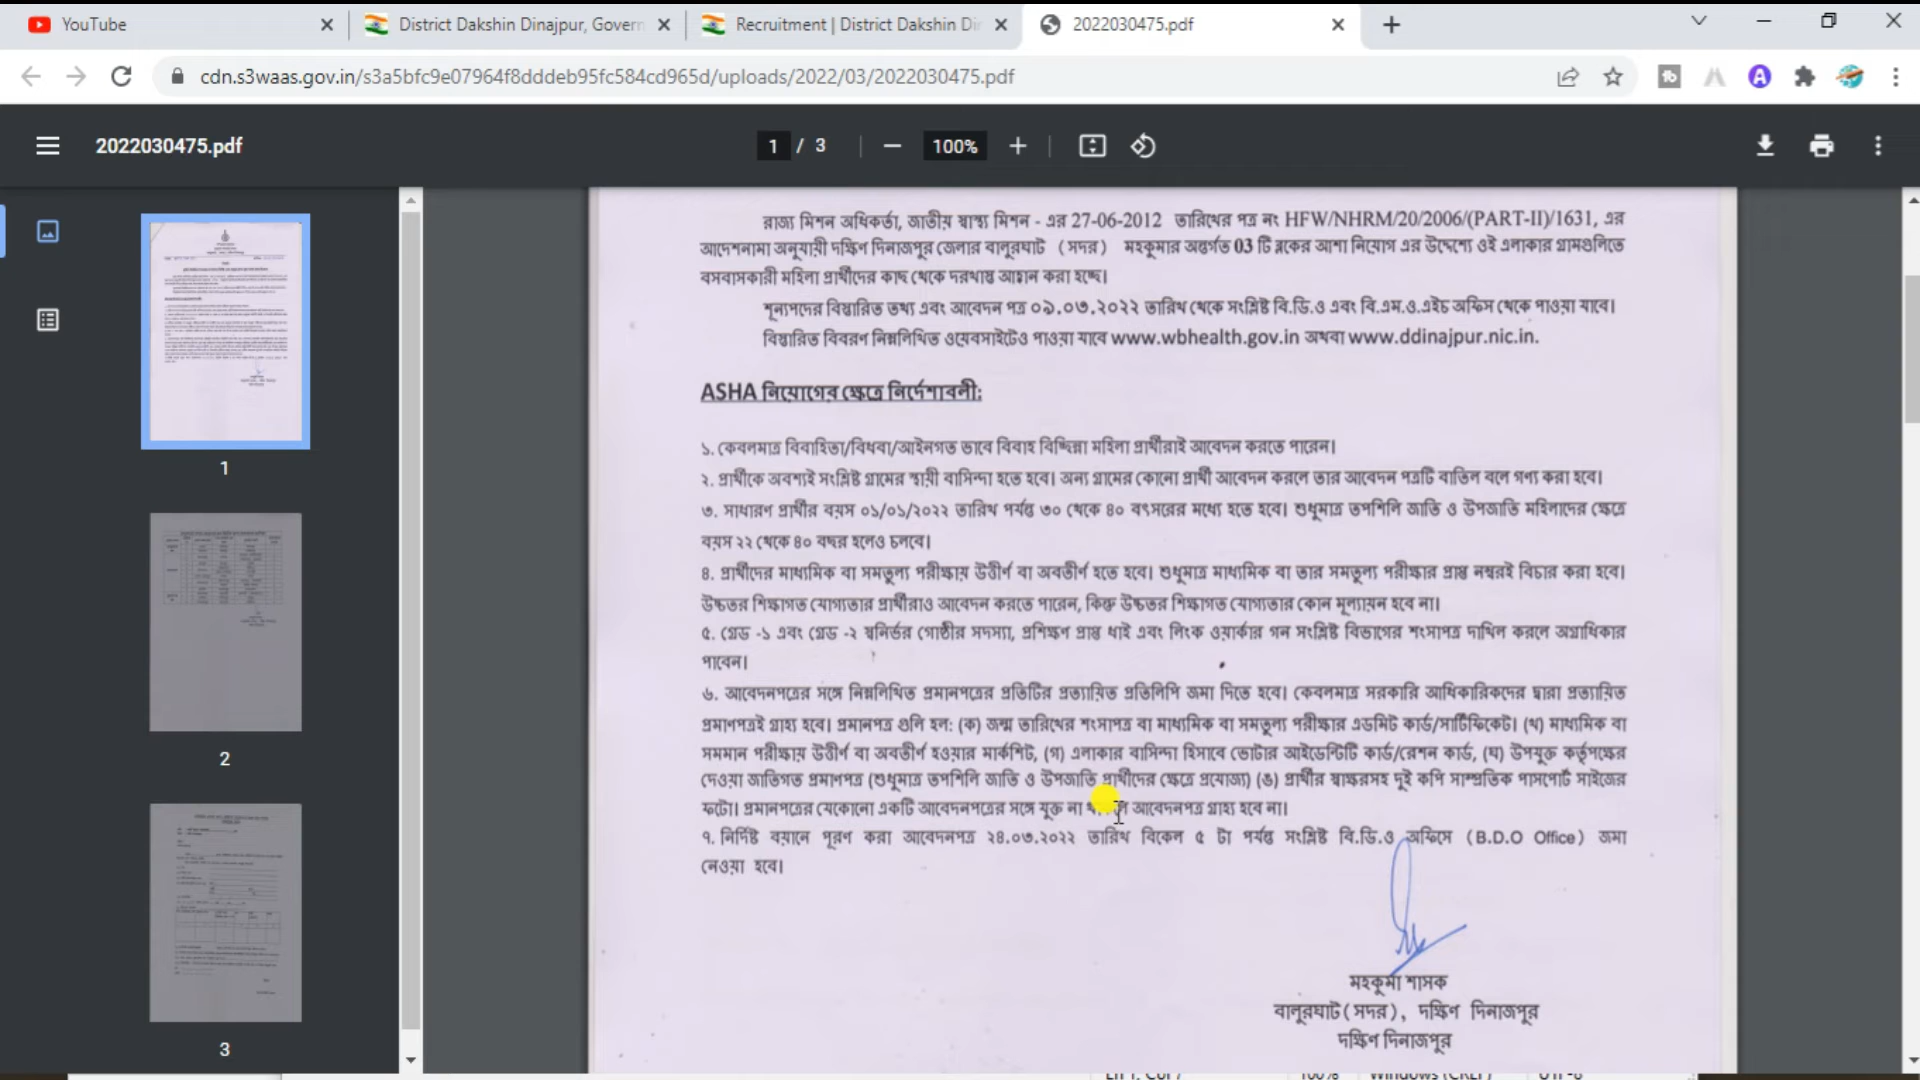 YouTube
District Dakshin Dinajpur, Govern
Recruitment | District Dakshin Di
2022030475.pdf
cdn.s3waas.gov.in/s3a5bfc9e07964f8dddeb95fc584cd965d/uploads/2022/03/2022030475.pdf
2022030475.pdf
1 / 3
100%
রাজ্য মিশন অধিকর্তা, জাতীয় স্বাস্থ্য মিশন - এর 27-06-2012 তারিখের পত্র নং HFW/NHRM/20/2006/(PART-II)/1631, এর
আদেশনামা অনুযায়ী দক্ষিণ দিনাজপুর জেলার বালুরঘাট (সদর) মহকুমার অন্তর্গত 03 টি ব্লকের আশা নিয়োগ এর উদ্দেশ্যে ওই এলাকার গ্রামগুলিতে
বসবাসকারী মহিলা প্রার্থীদের কাছ থেকে দরখাস্ত আহ্বান করা হচ্ছে।
শূন্যপদের বিস্তারিত তথ্য এবং আবেদন পত্র ০৯.০৩.২০২২ তারিখ থেকে সংশ্লিষ্ট বি.ডি.ও এবং বি.এম.ও.এইচ অফিস থেকে পাওয়া যাবে।
বিস্তারিত বিবরণ নিম্নলিখিত ওয়েবসাইটেও পাওয়া যাবে www.wbhealth.gov.in অথবা www.ddinajpur.nic.in.
ASHA নিয়োগের ক্ষেত্রে নির্দেশাবলী:
১. কেবলমাত্র বিবাহিতা/বিধবা/আইনগত ভাবে বিবাহ বিচ্ছিন্না মহিলা প্রার্থীরাই আবেদন করতে পারেন।
২. প্রার্থীকে অবশ্যই সংশ্লিষ্ট গ্রামের স্থায়ী বাসিন্দা হতে হবে। অন্য গ্রামের কোনো প্রার্থী আবেদন করলে তার আবেদন পত্রটি বাতিল বলে গণ্য করা হবে।
৩. সাধারণ প্রার্থীর বয়স ০১/০১/২০২২ তারিখ পর্যন্ত ৩০ থেকে ৪০ বৎসরের মধ্যে হতে হবে। শুধুমাত্র তপশিলি জাতি ও উপজাতি মহিলাদের ক্ষেত্রে
বয়স ২২ থেকে ৪০ বছর হলেও চলবে।
৪. প্রার্থীদের মাধ্যমিক বা সমতুল্য পরীক্ষায় উত্তীর্ণ বা অবতীর্ণ হতে হবে। শুধুমাত্র মাধ্যমিক বা তার সমতুল্য পরীক্ষার প্রাপ্ত নম্বরই বিচার করা হবে।
উচ্চতর শিক্ষাগত যোগ্যতার প্রার্থীরাও আবেদন করতে পারেন, কিন্তু উচ্চতর শিক্ষাগত যোগ্যতার কোন মূল্যায়ন হবে না।
৫. গ্রেড -১ এবং গ্রেড -২ স্বনির্ভর গোষ্ঠীর সদস্যা, প্রশিক্ষণ প্রাপ্ত ধাই এবং লিংক ওয়ার্কার গন সংশ্লিষ্ট বিভাগের শংসাপত্র দাখিল করলে অগ্রাধিকার
পাবেন।
৬. আবেদনপত্রের সঙ্গে নিম্নলিখিত প্রমানপত্রের প্রতিটির প্রত্যায়িত প্রতিলিপি জমা দিতে হবে। কেবলমাত্র সরকারি আধিকারিকদের দ্বারা প্রত্যায়িত
প্রমাণপত্রই গ্রাহ্য হবে। প্রমানপত্র গুলি হল: (ক) জন্ম তারিখের শংসাপত্র বা মাধ্যমিক বা সমতুল্য পরীক্ষার এডমিট কার্ড/সার্টিফিকেট। (খ) মাধ্যমিক বা
সমমান পরীক্ষায় উত্তীর্ণ বা অবতীর্ণ হওয়ার মার্কশিট, (গ) এলাকার বাসিন্দা হিসাবে ভোটার আইডেন্টিটি কার্ড/রেশন কার্ড, (ঘ) উপযুক্ত কর্তৃপক্ষের
দেওয়া জাতিগত প্রমাণপত্র (শুধুমাত্র তপশিলি জাতি ও উপজাতি প্রার্থীদের ক্ষেত্রে প্রযোজ্য) (ঙ) প্রার্থীর স্বাক্ষরসহ দুই কপি সাম্প্রতিক পাসপোর্ট সাইজের
ফটো। প্রমানপত্রের যেকোনো একটি আবেদনপত্রের সঙ্গে যুক্ত না আবেদনপত্র গ্রাহ্য হবে না।
৭. নির্দিষ্ট বয়ানে পূরণ করা আবেদনপত্র ২৪.০৩.২০২২ তারিখ বিকেল ৫ টা পর্যন্ত সংশ্লিষ্ট বি.ডি.ও অফিসে (B.D.O Office) জমা
নেওয়া হবে।
মহকুমা শাসক
বালুরঘাট(সদর), দক্ষিণ দিনাজপুর
দক্ষিণ দিনাজপুর
1
2
3